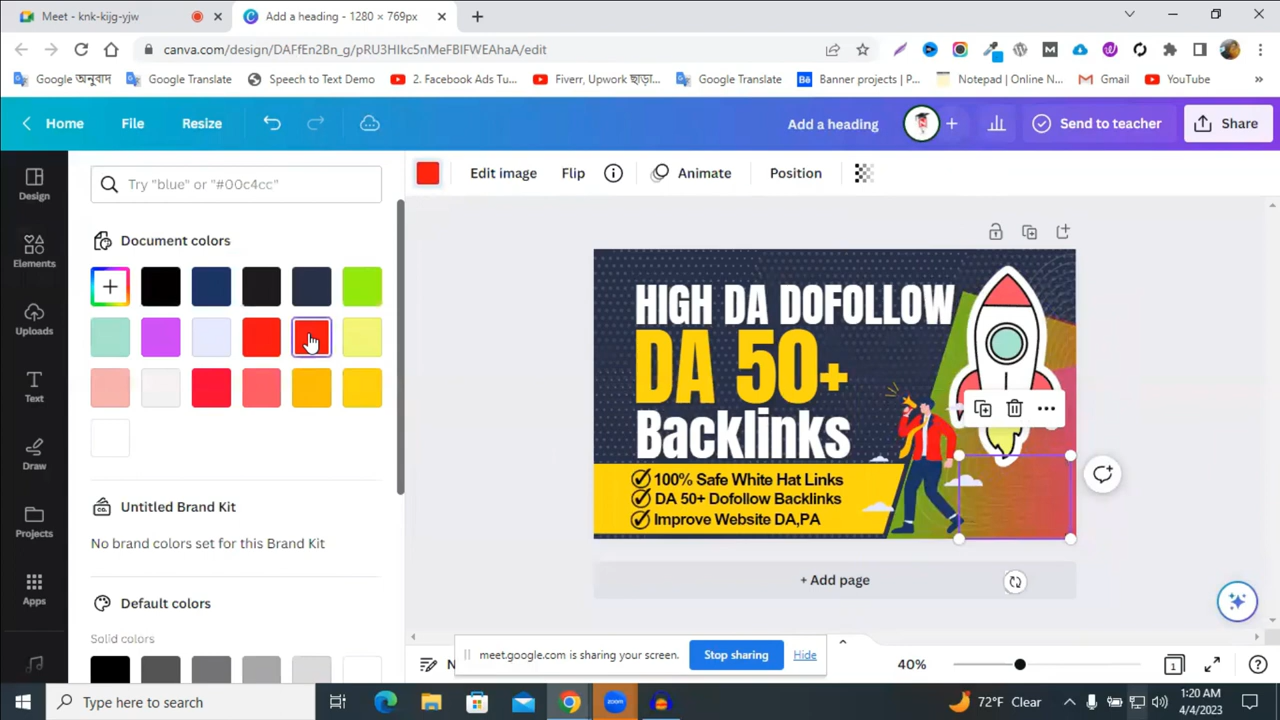 Meet - knk-kijg-yjw
Add a heading - 1280 × 769px
canva.com/design/DAFfEn2Bn_g/pRU3HIkc5nMeFBIFWEAhaA/edit
Google অনুবাদ
Google Translate
Speech to Text Demo
2. Facebook Ads Tu...
Fiverr, Upwork ছাড়া...
Google Translate
Banner projects | P...
Notepad | Online N...
Gmail
YouTube
Home
File
Resize
Add a heading
Send to teacher
Share
Design
Elements
Uploads
Text
Draw
Projects
Apps
Try "blue" or "#00c4cc"
Document colors
Untitled Brand Kit
No brand colors set for this Brand Kit
Default colors
Solid colors
Edit image
Flip
Animate
Position
HIGH DA DOFOLLOW
DA 50+
Backlinks
100% Safe White Hat Links
DA 50+ Dofollow Backlinks
Improve Website DA,PA
+ Add page
meet.google.com is sharing your screen.
Stop sharing
Hide
40%
1
Type here to search
72°F Clear
1:20 AM
4/4/2023